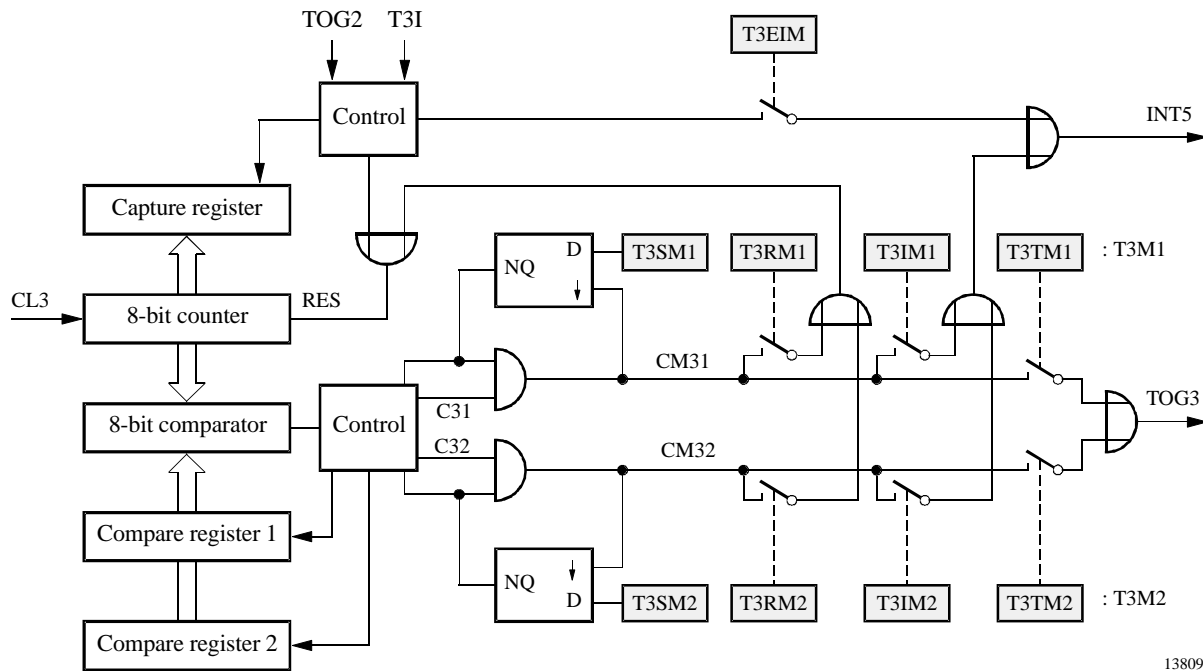 TOG2 T3I
T3EIM
Control
INT5
Capture register
D
NQ
T3SM1
T3RM1
T3IM1
T3TM1
: T3M1
CL3
8-bit counter
RES
CM31
TOG3
C31
8-bit comparator
Control
C32
CM32
Compare register 1
NQ
D
T3SM2
T3RM2
T3IM2
T3TM2
: T3M2
Compare register 2
13809